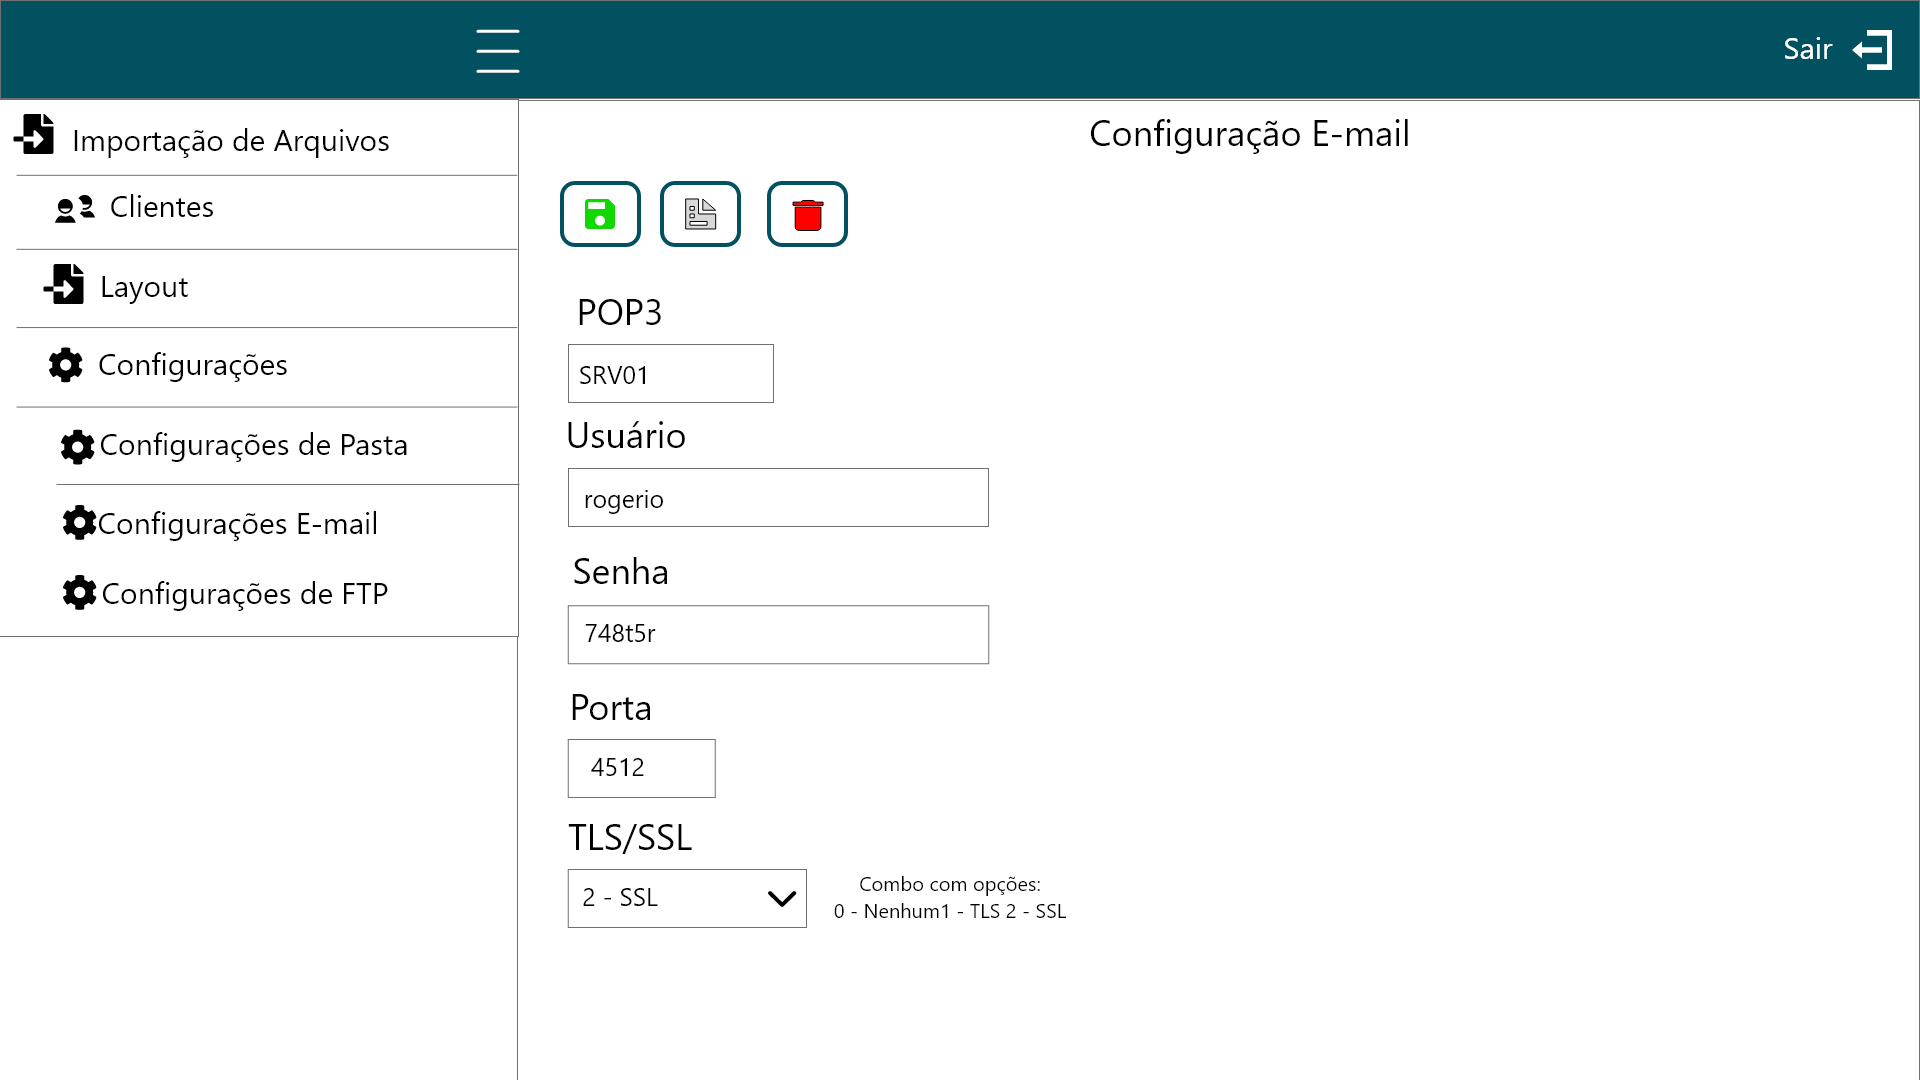 Sair
Importação de Arquivos
Clientes
Layout
Configurações
Configurações de Pasta
Configurações E-mail
Configurações de FTP
Configuração E-mail
POP3
SRV01
Usuário
rogerio
Senha
748t5r
Porta
4512
TLS/SSL
2 - SSL
Combo com opções:
0 - Nenhum1 - TLS 2 - SSL